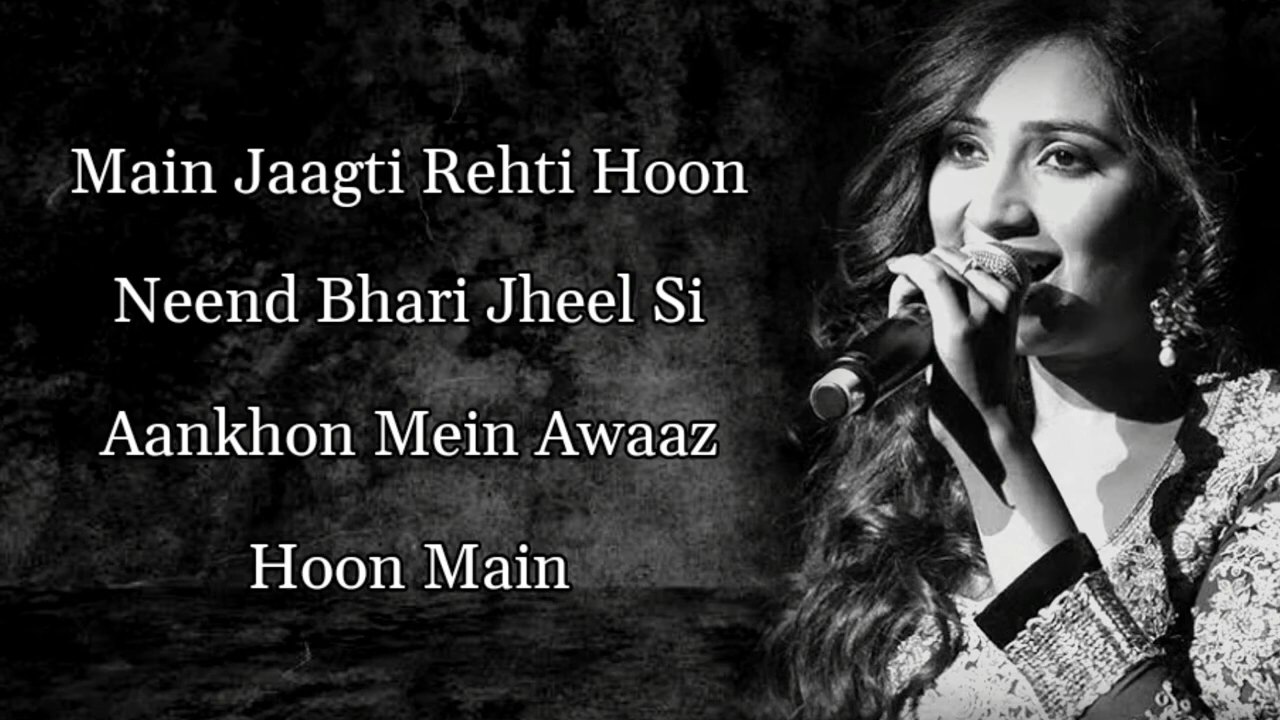 Main Jaagti Rehti Hoon
Neend Bhari Jheel Si
Aankhon Mein Awaaz
Hoon Main